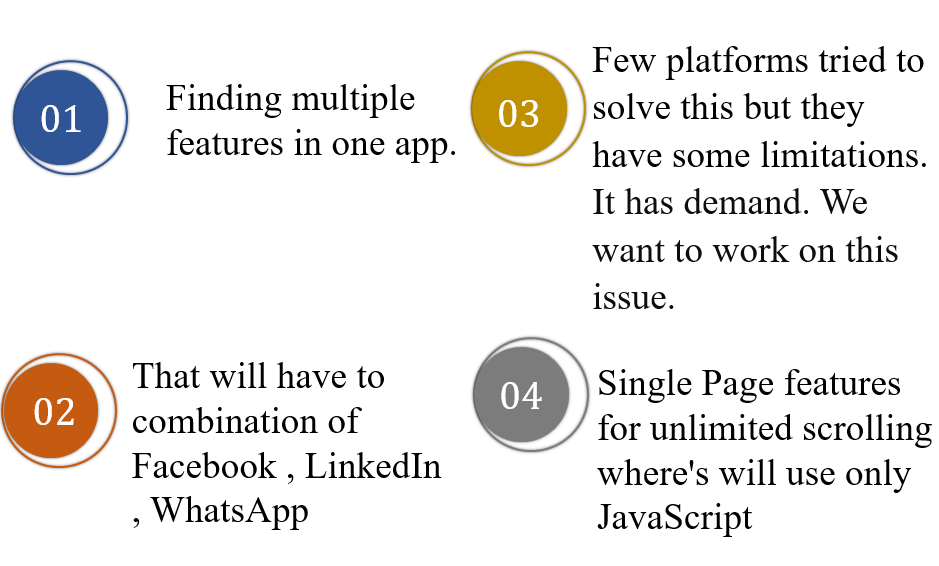 01
Finding multiple
features in one app.
02
That will have to
combination of
Facebook , LinkedIn
, WhatsApp
03
Few platforms tried to
solve this but they
have some limitations.
It has demand. We
want to work on this
issue.
04
Single Page features
for unlimited scrolling
where's will use only
JavaScript